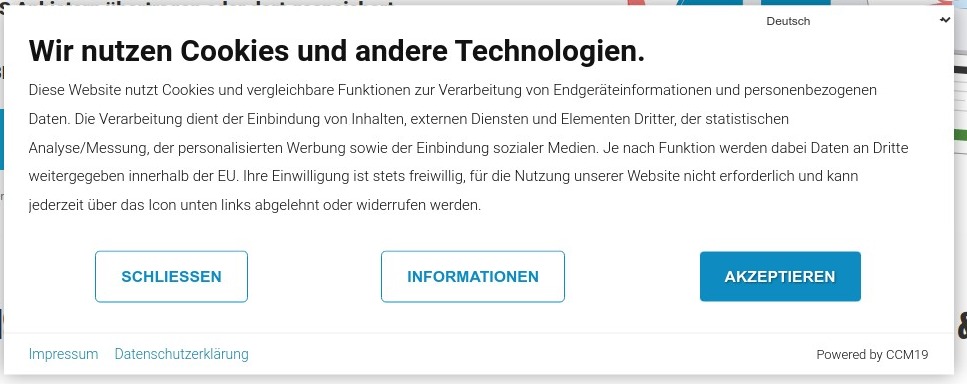 Deutsch
Wir nutzen Cookies und andere Technologien.
Diese Website nutzt Cookies und vergleichbare Funktionen zur Verarbeitung von Endgeräteinformationen und personenbezogenen
Daten. Die Verarbeitung dient der Einbindung von Inhalten, externen Diensten und Elementen Dritter, der statistischen
Analyse/Messung, der personalisierten Werbung sowie der Einbindung sozialer Medien. Je nach Funktion werden dabei Daten an Dritte
weitergegeben innerhalb der EU. Ihre Einwilligung ist stets freiwillig, für die Nutzung unserer Website nicht erforderlich und kann
jederzeit über das Icon unten links abgelehnt oder widerrufen werden.
SCHLIESSEN INFORMATIONEN AKZEPTIEREN
&
Impressum Datenschutzerklärung Powered by CCM19